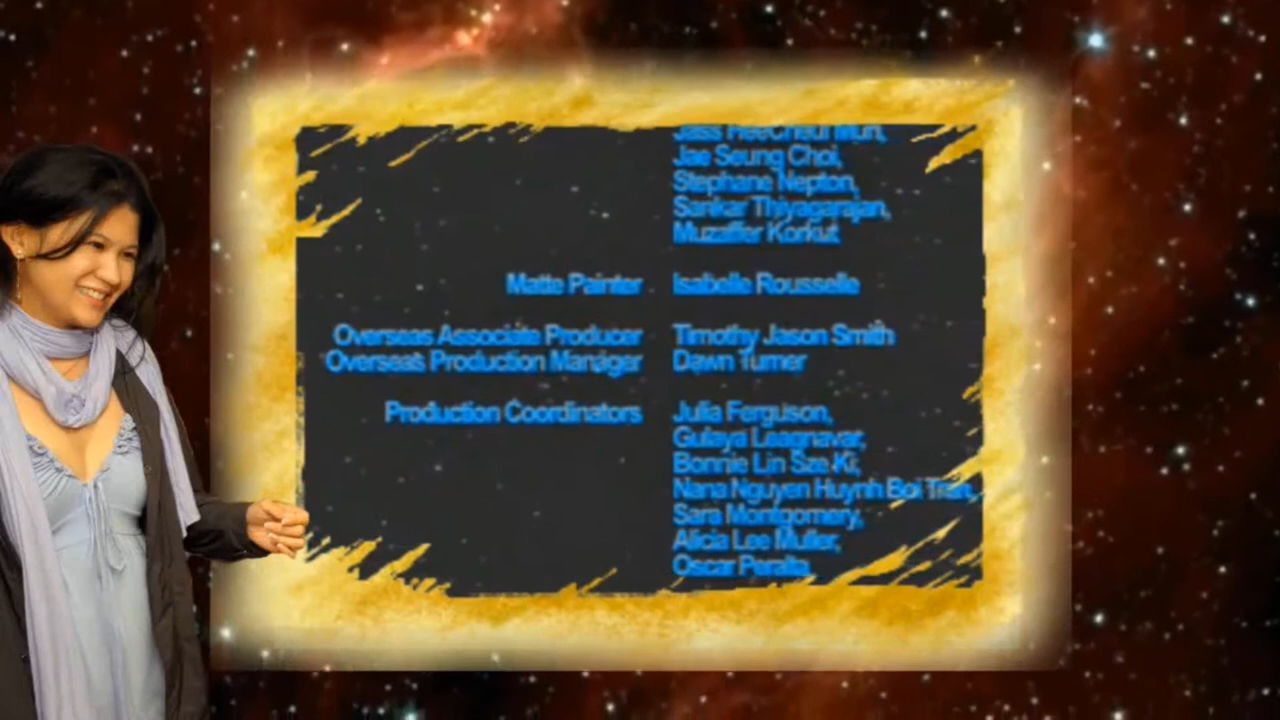 Jae Seung Choi,
Stephane Nepton,
Sankar Thiyagarajan,
Muzaffer Korkut
Matte Painter Isabelle Rousselle
Overseas Associate Producer Timothy Jason Smith
Overseas Production Manager Dawn Turner
Production Coordinators Julia Ferguson,
Gulaya Laagnavar,
Bonnie Lin Sze Ki,
Nana Nguyen Huynh Boi Tran,
Sara Montgomery,
Alicia Lee Muller,
Oscar Peralta,